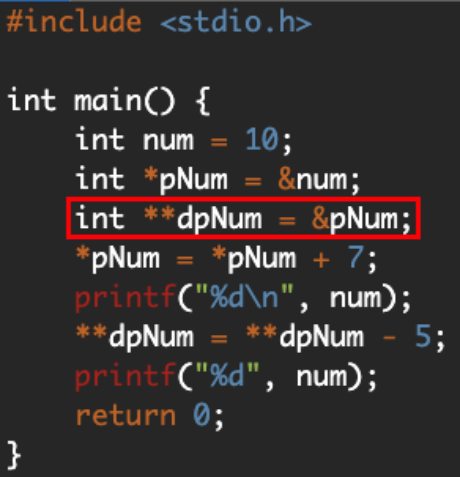 #include <stdio.h>

int main() {
    int num = 10;
    int *pNum = &num;
    int **dpNum = &pNum;
    *pNum = *pNum + 7;
    printf("%d\n", num);
    **dpNum = **dpNum - 5;
    printf("%d", num);
    return 0;
}